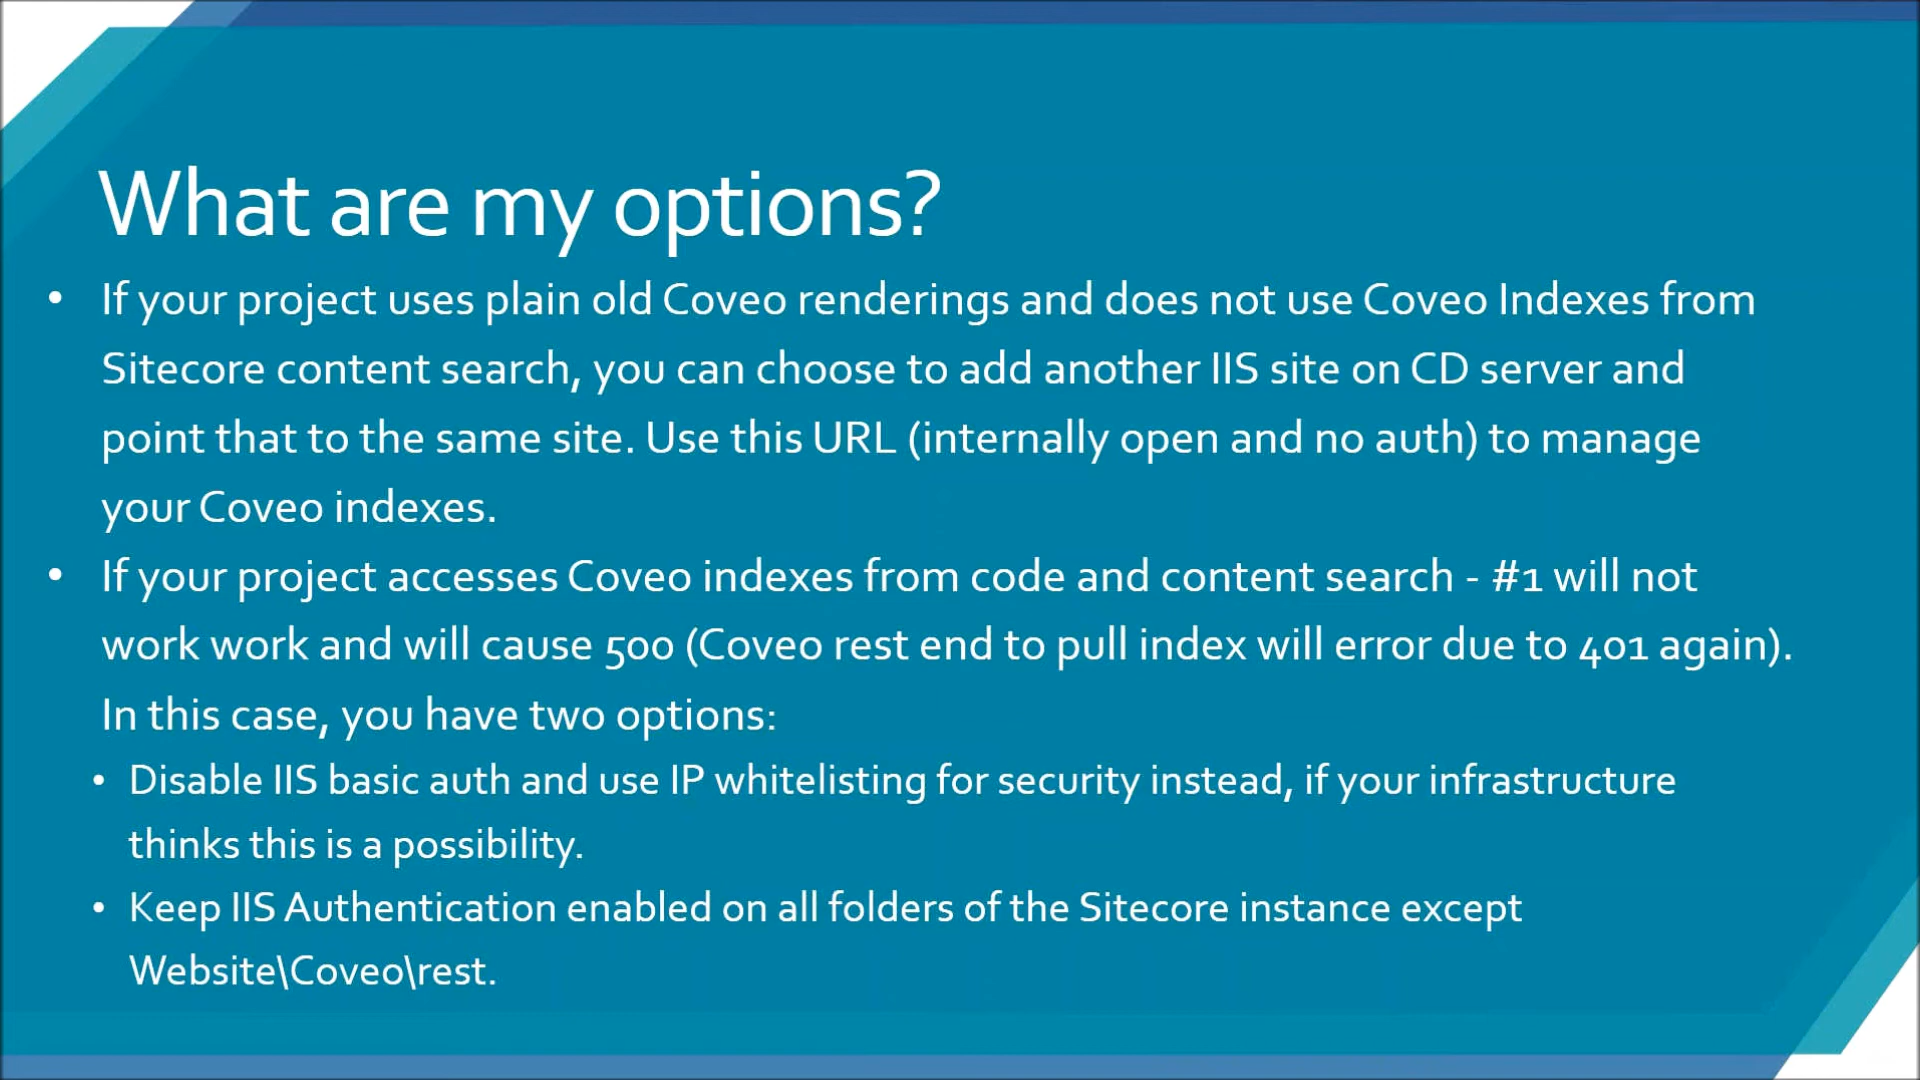 What are my options?
• If your project uses plain old Coveo renderings and does not use Coveo Indexes from
Sitecore content search, you can choose to add another IIS site on CD server and
point that to the same site. Use this URL (internally open and no auth) to manage
your Coveo indexes.
• If your project accesses Coveo indexes from code and content search - #1 will not
work work and will cause 500 (Coveo rest end to pull index will error due to 401 again).
In this case, you have two options:
• Disable IIS basic auth and use IP whitelisting for security instead, if your infrastructure
thinks this is a possibility.
• Keep IIS Authentication enabled on all folders of the Sitecore instance except
Website\Coveo\rest.